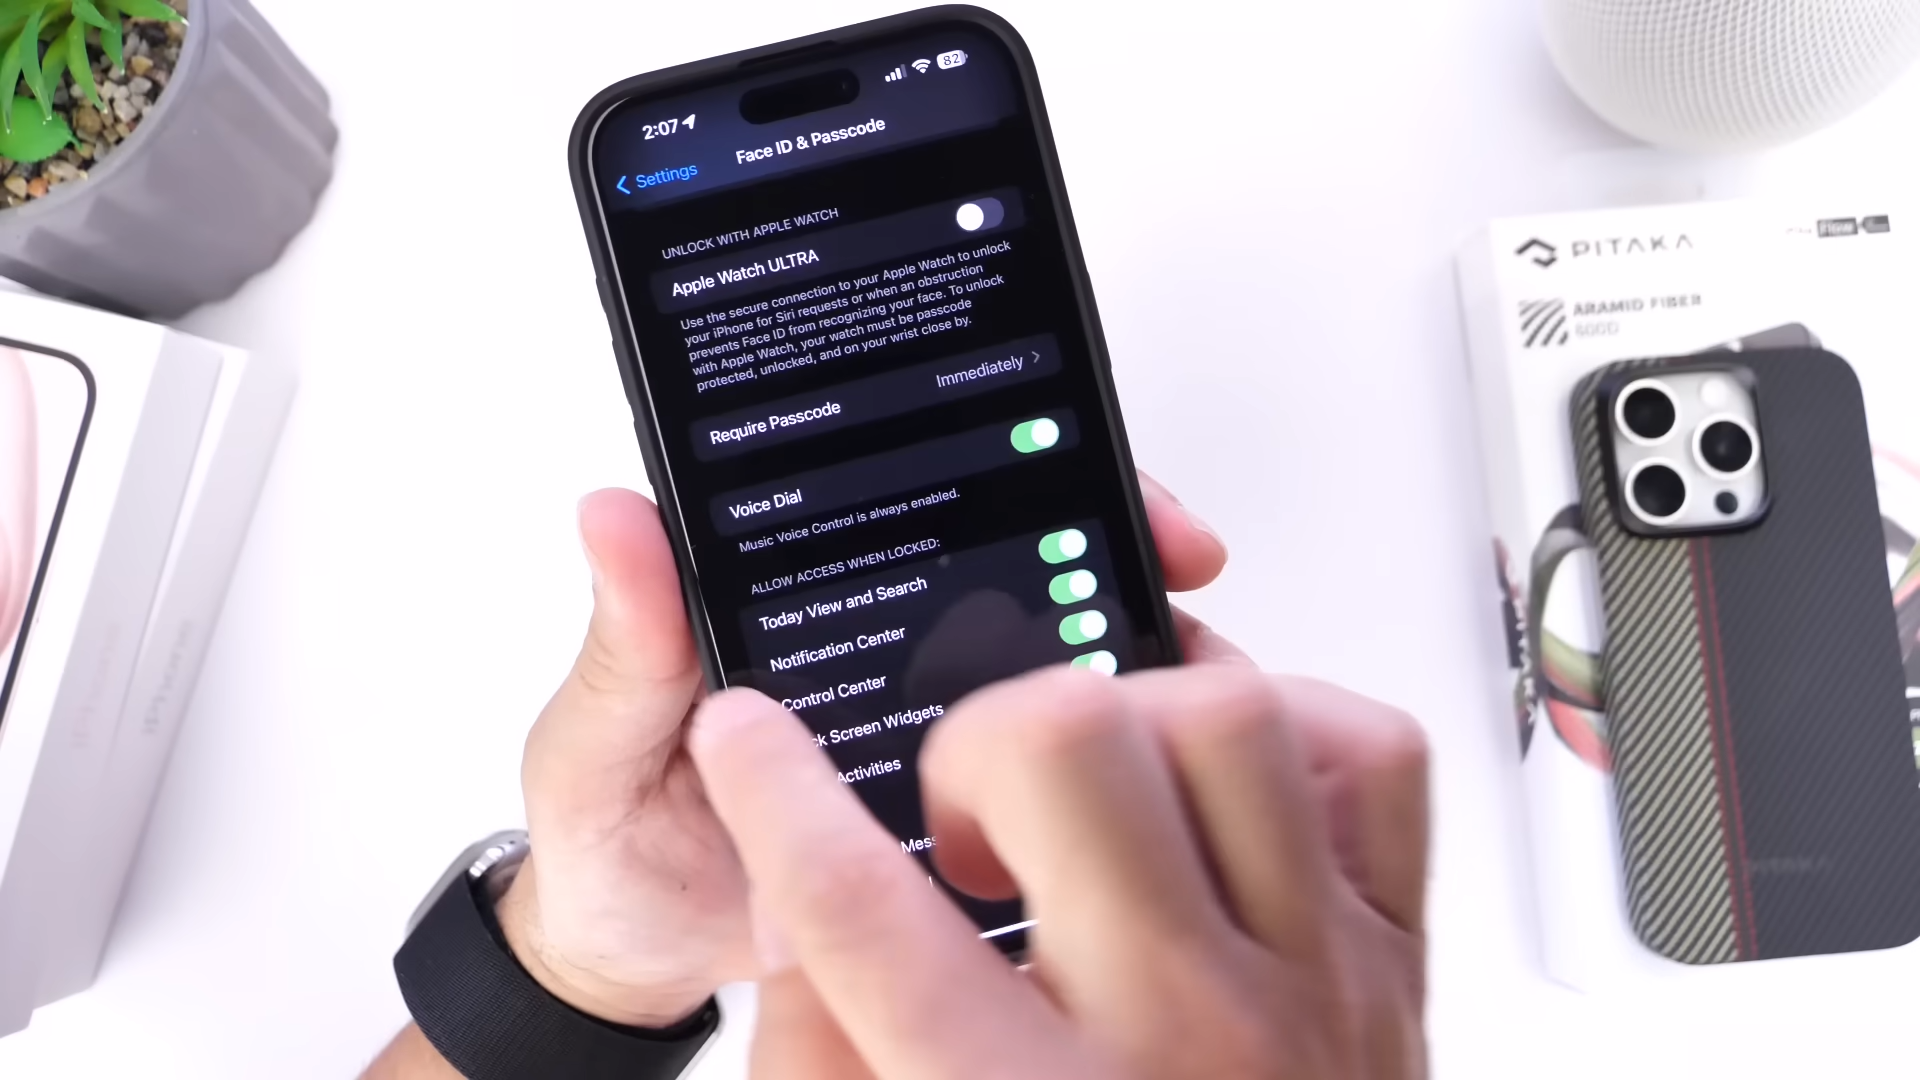 2:07
82
Settings
Face ID & Passcode
UNLOCK WITH APPLE WATCH
Apple Watch ULTRA
Use the secure connection to your Apple Watch to unlock
your iPhone for Siri requests or when an obstruction
prevents Face ID from recognizing your face. To unlock
with Apple Watch, your watch must be passcode
protected, unlocked, and on your wrist close by.
Require Passcode
Immediately
Voice Dial
Music Voice Control is always enabled.
ALLOW ACCESS WHEN LOCKED:
Today View and Search
Notification Center
Control Center
ck Screen Widgets
Activities
Mess
PITAKA
ARAMID FIBER
600D
PITAKA